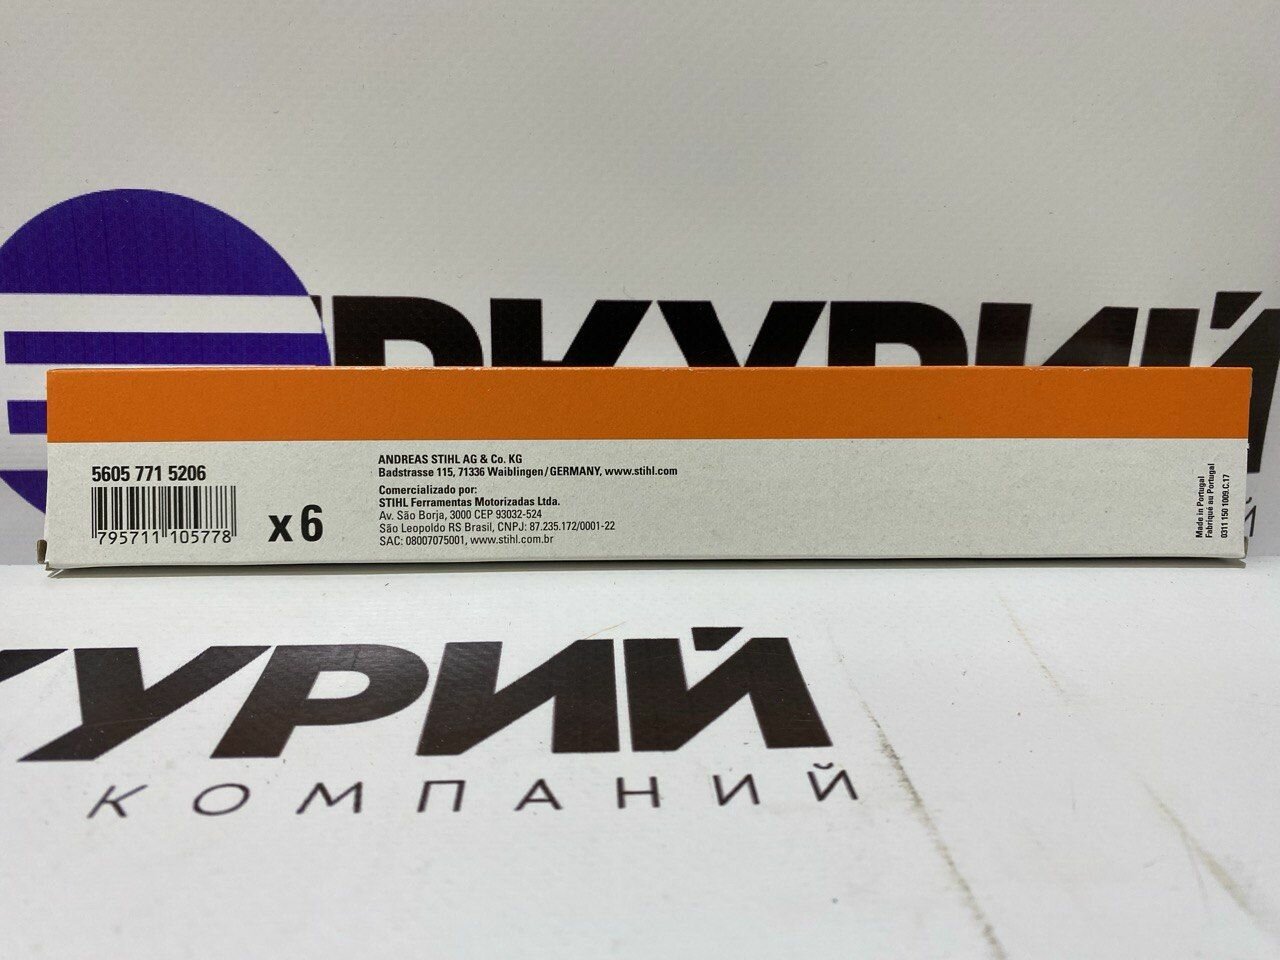 РКУРИЙ
5605 771 5206
795711 105778
x 6
ANDREAS STIHL AG & Co. KG
Badstrasse 115, 71336 Waiblingen/GERMANY, www.stihl.com
Comercializado por:
STIHL Ferramentas Motorizadas Ltda.
Av. São Borja, 3000 CEP 93032-524
São Leopoldo RS Brasil, CNPJ: 87.235.172/0001-22
SAC: 08007075001, www.stihl.com.br
Made in Portugal
Fabriqué au Portugal
0311 150 1009.C.17
Й
КУРИЙ
КОМПАНИЙ